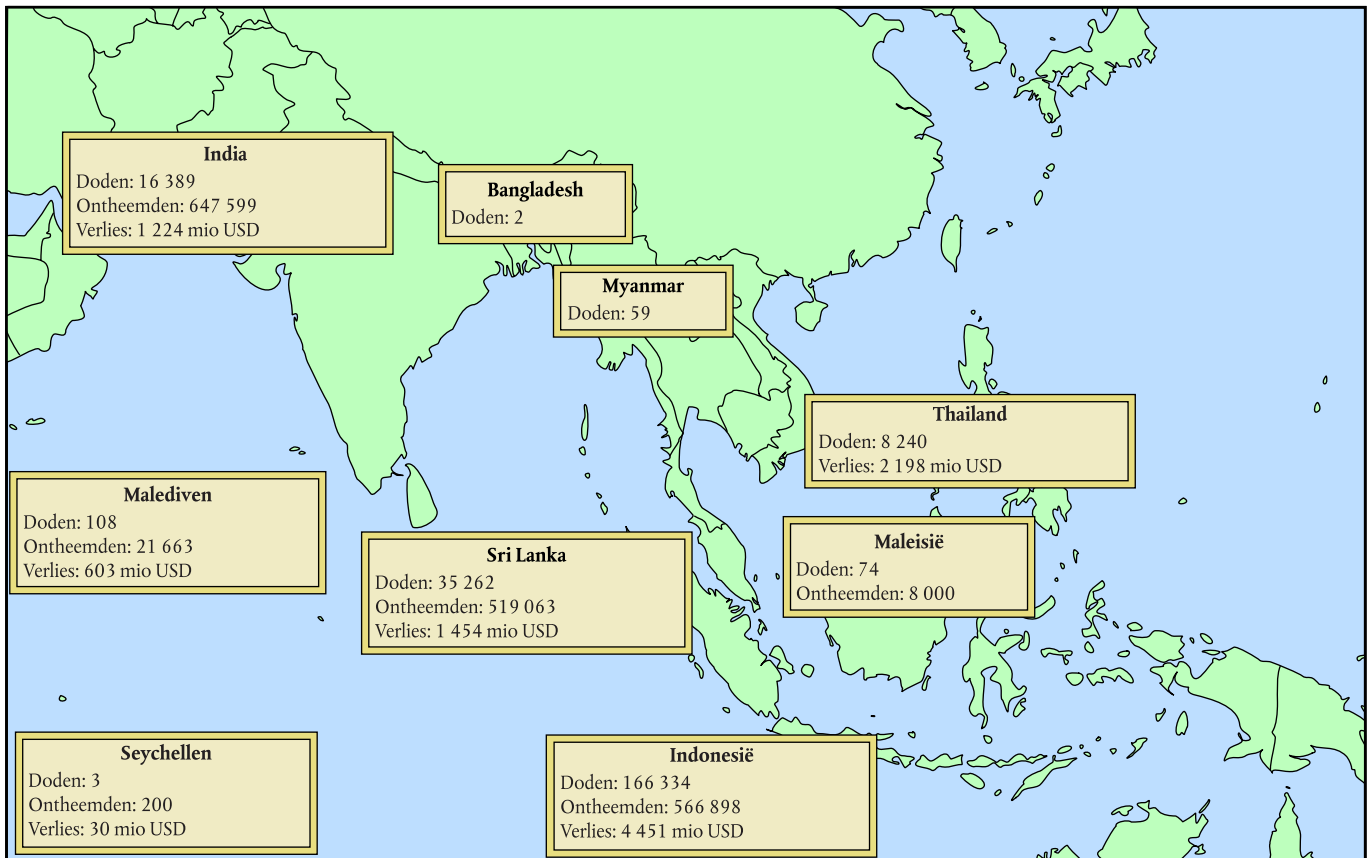 India
Doden: 16 389
Ontheemden: 647 599
Verlies: 1 224 mio USD
Bangladesh
Doden: 2
Myanmar
Doden: 59
Thailand
Doden: 8 240
Verlies: 2 198 mio USD
Malediven
Doden: 108
Ontheemden: 21 663
Verlies: 603 mio USD
Sri Lanka
Doden: 35 262
Ontheemden: 519 063
Verlies: 1 454 mio USD
Maleisië
Doden: 74
Ontheemden: 8 000
Seychellen
Doden: 3
Ontheemden: 200
Verlies: 30 mio USD
Indonesië
Doden: 166 334
Ontheemden: 566 898
Verlies: 4 451 mio USD